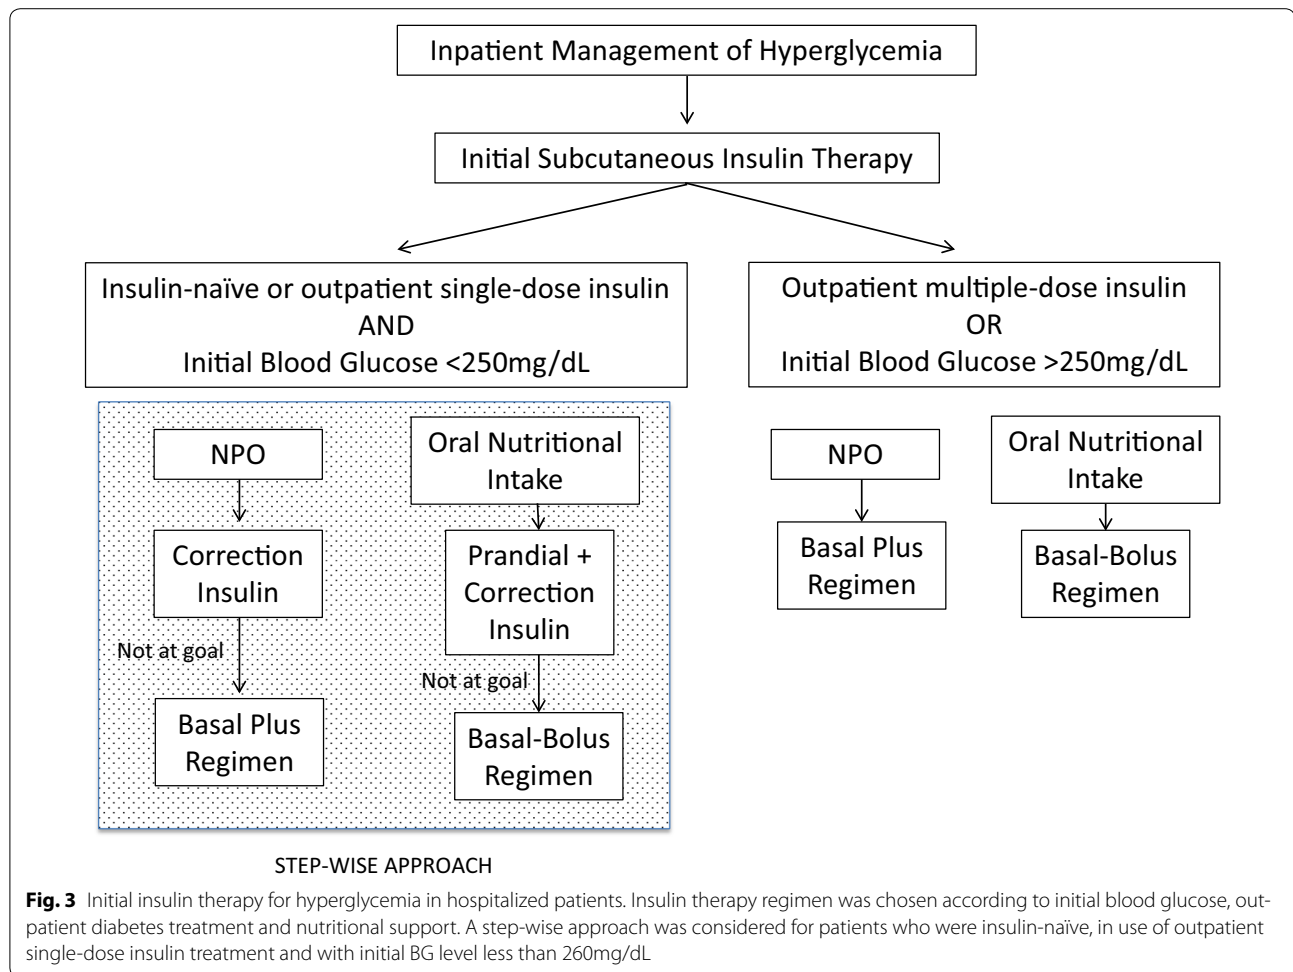 Inpatient Management of Hyperglycemia
Initial Subcutaneous Insulin Therapy
Insulin-naïve or outpatient single-dose insulin
AND
Initial Blood Glucose <250mg/dL
Outpatient multiple-dose insulin
OR
Initial Blood Glucose >250mg/dL
NPO
Correction
Insulin
Not at goal
Basal Plus
Regimen
Oral Nutritional
Intake
Prandial +
Correction
Insulin
Not at goal
Basal-Bolus
Regimen
NPO
Basal Plus
Regimen
Oral Nutritional
Intake
Basal-Bolus
Regimen
STEP-WISE APPROACH
Fig. 3 Initial insulin therapy for hyperglycemia in hospitalized patients. Insulin therapy regimen was chosen according to initial blood glucose, out-
patient diabetes treatment and nutritional support. A step-wise approach was considered for patients who were insulin-naïve, in use of outpatient
single-dose insulin treatment and with initial BG level less than 260mg/dL